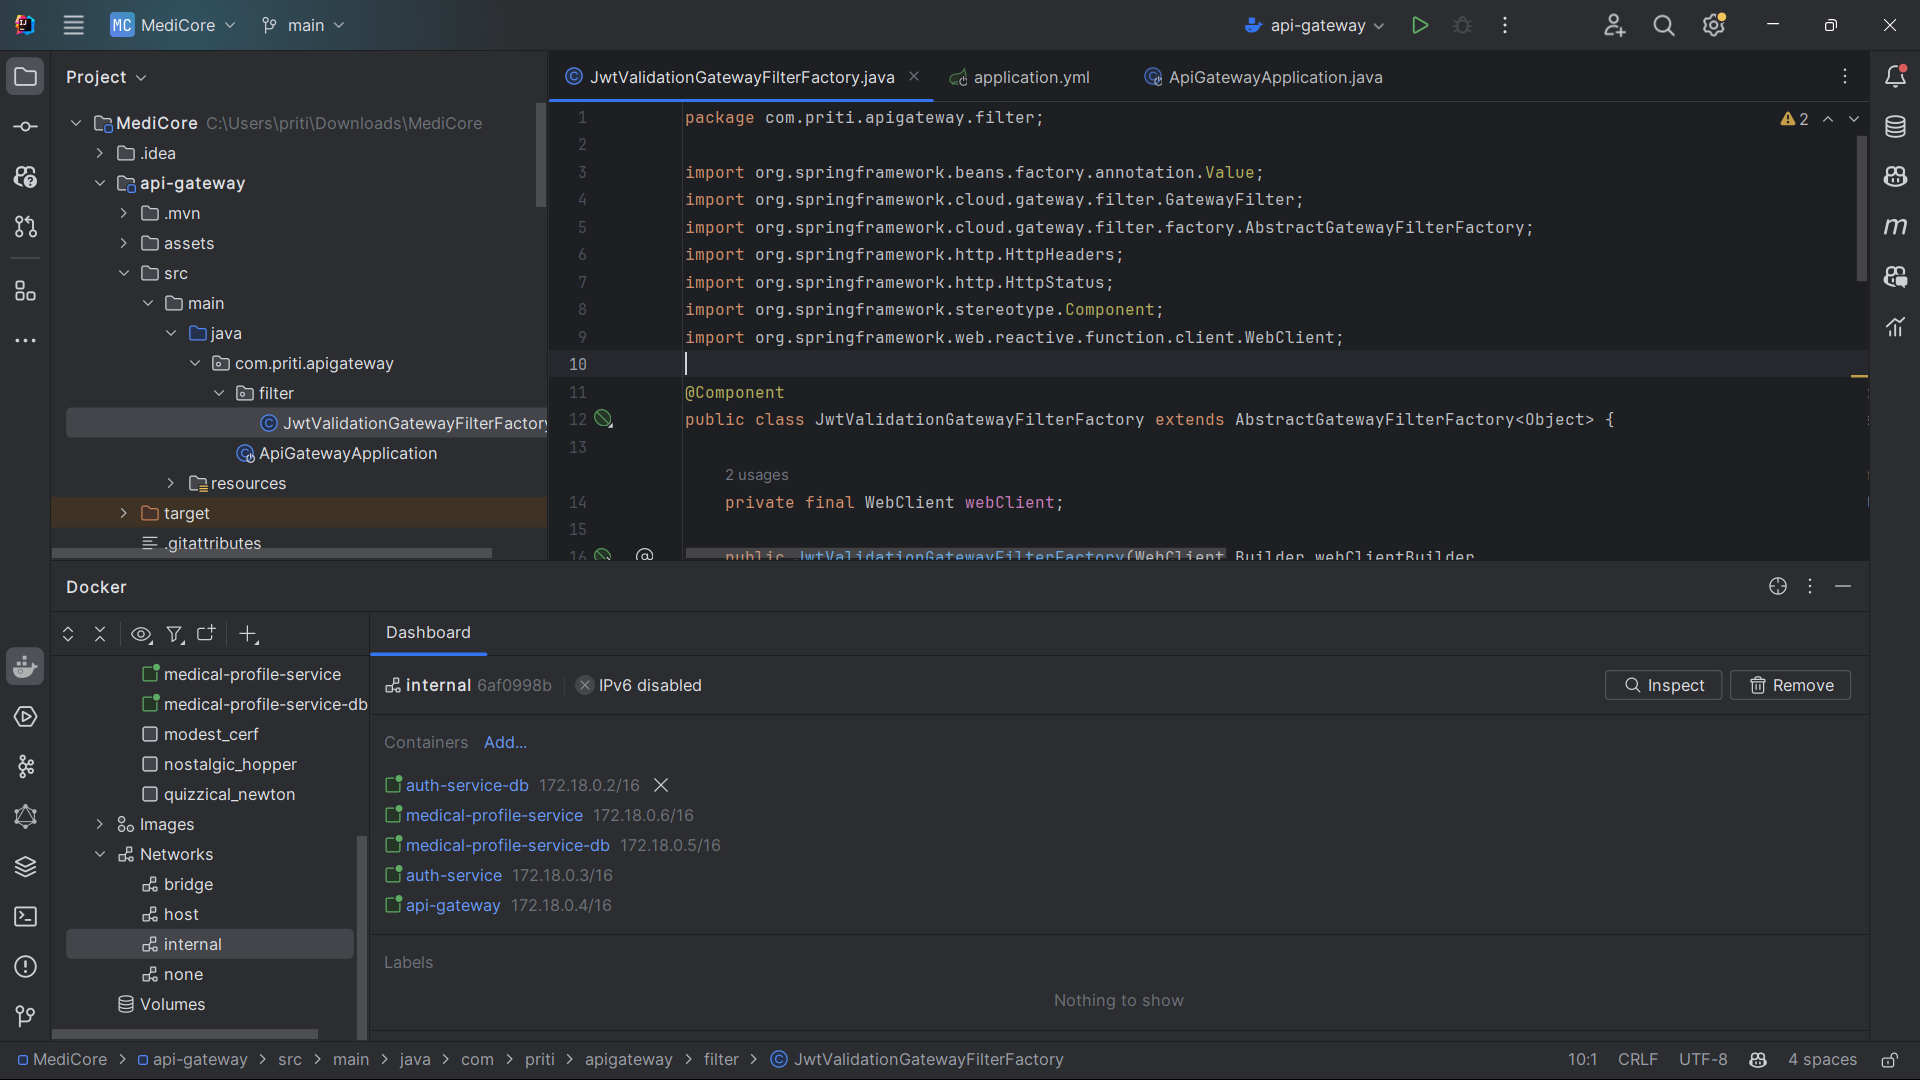 MC MediCore main api-gateway
Project
MediCore C:\Users\priti\Downloads\MediCore
.idea
api-gateway
.mvn
assets
src
main
java
com.priti.apigateway
filter
JwtValidationGatewayFilterFactory
ApiGatewayApplication
resources
target
.gitattributes
JwtValidationGatewayFilterFactory.java application.yml ApiGatewayApplication.java
2
1 package com.priti.apigateway.filter;
2
3 import org.springframework.beans.factory.annotation.Value;
4 import org.springframework.cloud.gateway.filter.GatewayFilter;
5 import org.springframework.cloud.gateway.filter.factory.AbstractGatewayFilterFactory;
6 import org.springframework.http.HttpHeaders;
7 import org.springframework.http.HttpStatus;
8 import org.springframework.stereotype.Component;
9 import org.springframework.web.reactive.function.client.WebClient;
10
11 @Component
12 public class JwtValidationGatewayFilterFactory extends AbstractGatewayFilterFactory<Object> {
13
2 usages
14 private final WebClient webClient;
15
16 @ public JwtValidationGatewayFilterFactory(WebClient.Builder webClientBuilder
Docker
medical-profile-service
medical-profile-service-db
modest_cerf
nostalgic_hopper
quizzical_newton
Images
Networks
bridge
host
internal
none
Volumes
Dashboard
internal 6af0998b IPv6 disabled Inspect Remove
Containers Add...
auth-service-db 172.18.0.2/16
medical-profile-service 172.18.0.6/16
medical-profile-service-db 172.18.0.5/16
auth-service 172.18.0.3/16
api-gateway 172.18.0.4/16
Labels
Nothing to show
MediCore > api-gateway > src > main > java > com > priti > apigateway > filter > JwtValidationGatewayFilterFactory 10:1 CRLF UTF-8 4 spaces